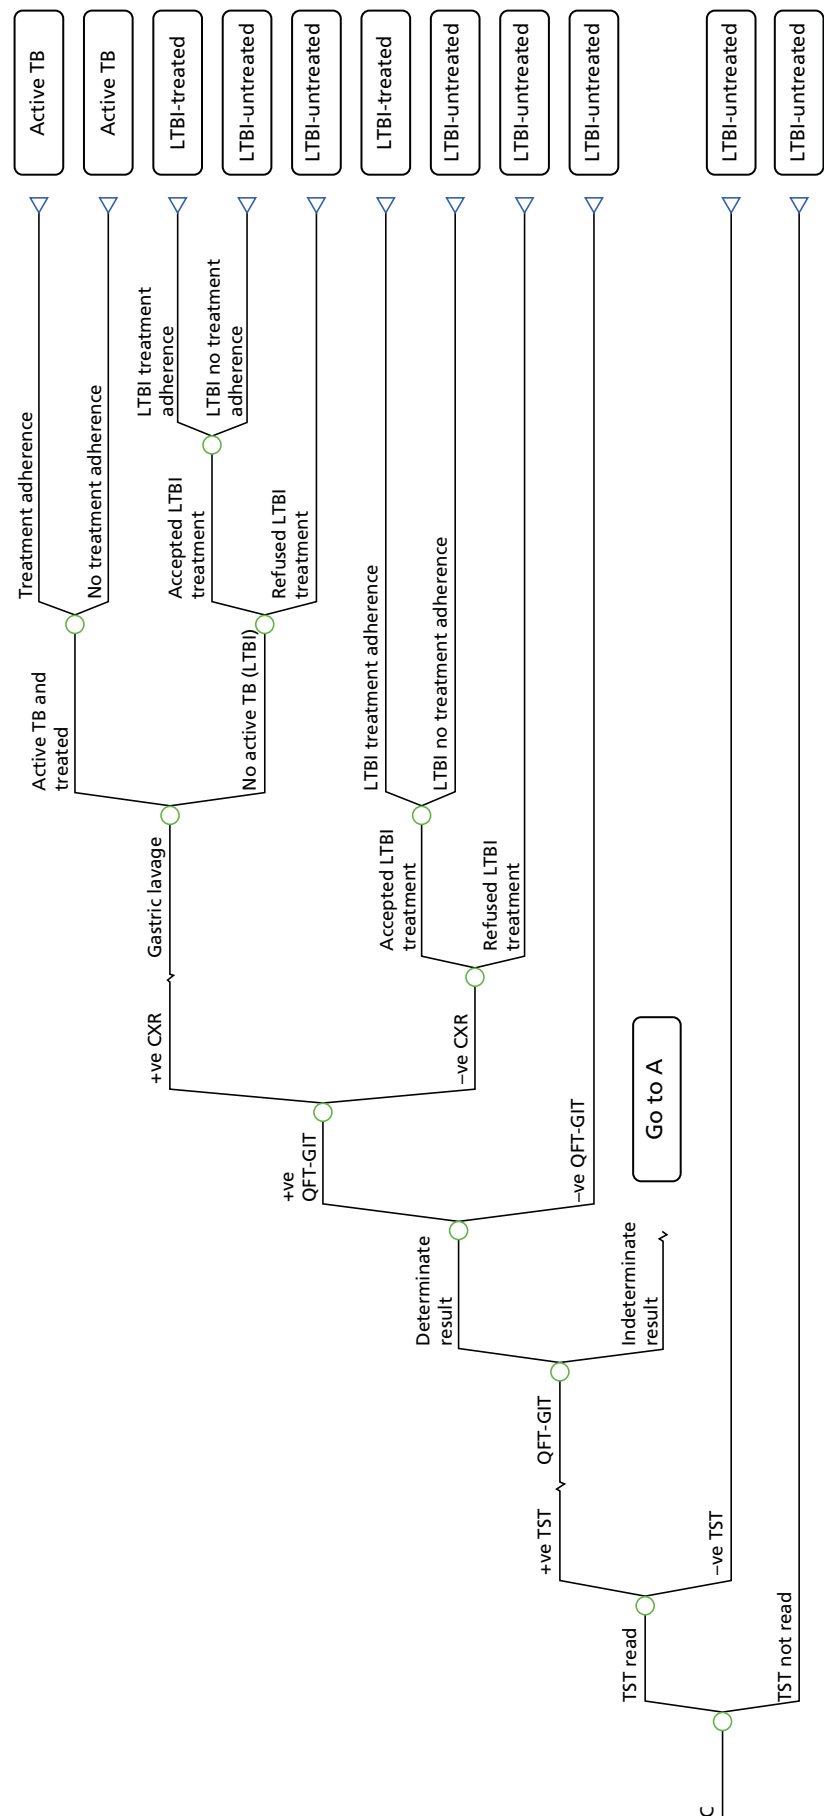 C
TST read
TST not read
+ve TST
QFT-GIT
–ve TST
Determinate
result
Indeterminate
result
Go to A
+ve
QFT-GIT
–ve QFT-GIT
+ve CXR
Gastric lavage
–ve CXR
Active TB and
treated
No active TB (LTBI)
Treatment adherence
No treatment adherence
Accepted LTBI
treatment
Refused LTBI
treatment
LTBI treatment
adherence
LTBI no treatment
adherence
Accepted LTBI
treatment
Refused LTBI
treatment
LTBI treatment adherence
LTBI no treatment adherence
Active TB
Active TB
LTBI-treated
LTBI-untreated
LTBI-untreated
LTBI-treated
LTBI-untreated
LTBI-untreated
LTBI-untreated
LTBI-untreated
LTBI-untreated